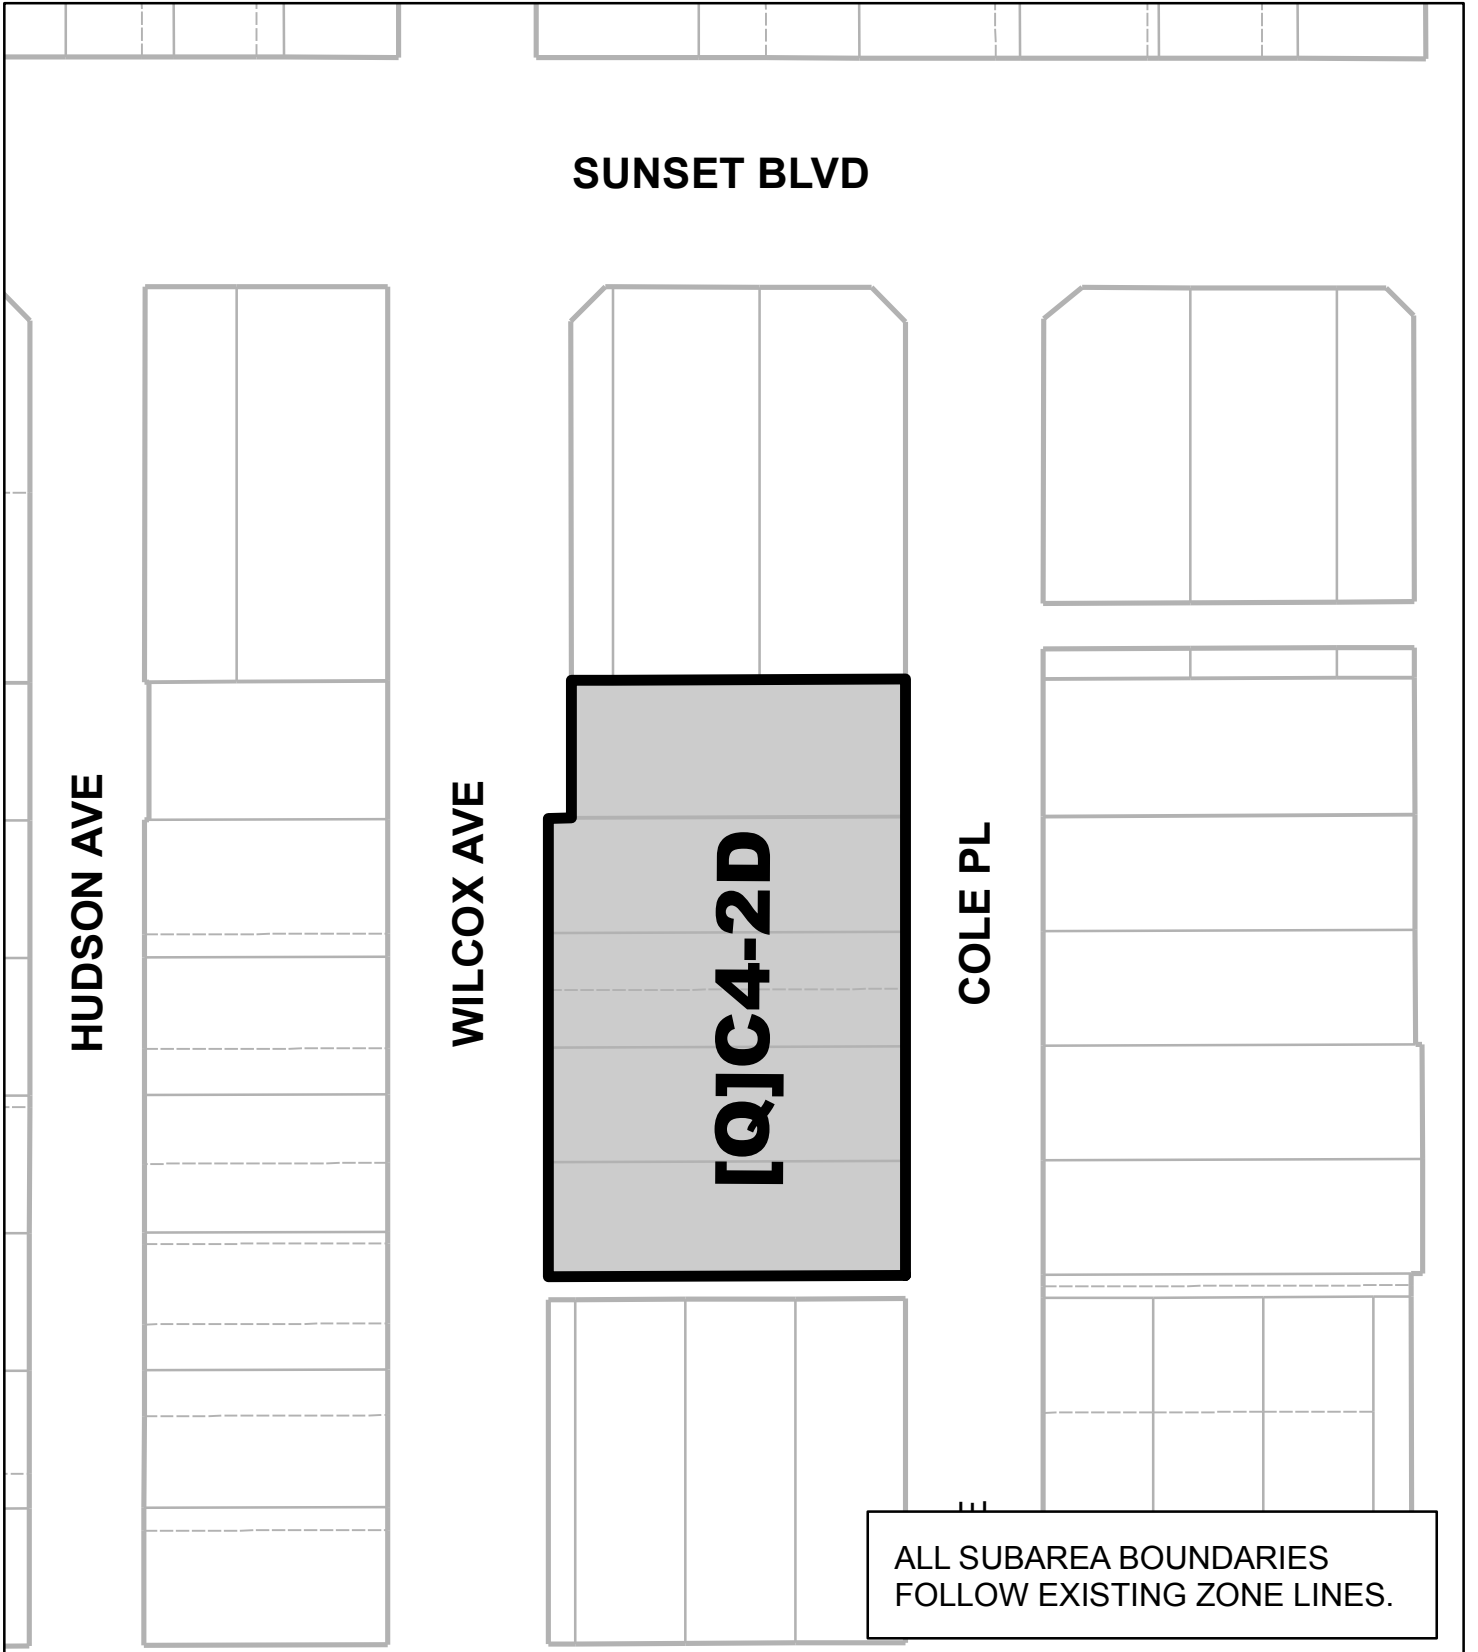 SUNSET BLVD
HUDSON AVE
WILCOX AVE
[Q]C4-2D
COLE PL
ALL SUBAREA BOUNDARIES
FOLLOW EXISTING ZONE LINES.